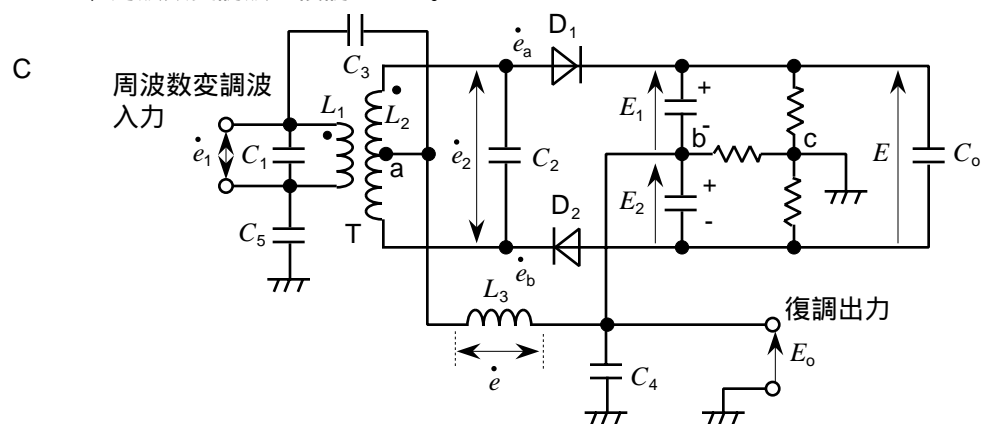 C
周波数変調波
入力
ė₁
C₁
C₅
C₃
L₁
L₂
T
a
ė₂
C₂
ėₐ
D₁
D₂
ė_b
E₁
+
-
b
E₂
+
-
c
E
Cₒ
L₃
ė
C₄
復調出力
Eₒ